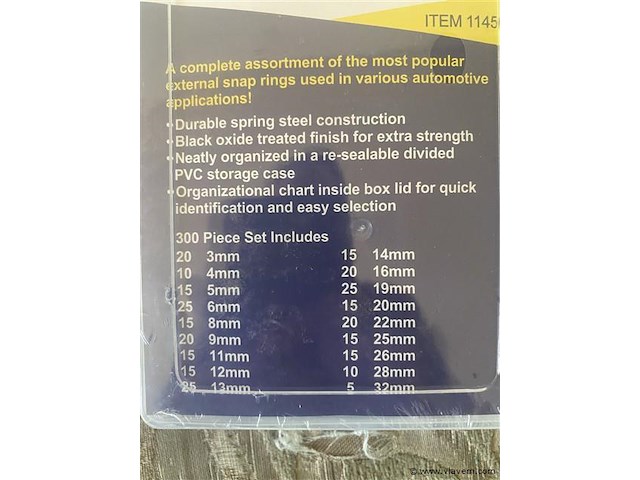 ITEM 1145
A complete assortment of the most popular
external snap rings used in various automotive
applications!
•Durable spring steel construction
•Black oxide treated finish for extra strength
•Neatly organized in a re-sealable divided
PVC storage case
•Organizational chart inside box lid for quick
identification and easy selection
300 Piece Set Includes
20 3mm 15 14mm
10 4mm 20 16mm
15 5mm 25 19mm
25 6mm 15 20mm
15 8mm 20 22mm
20 9mm 15 25mm
15 11mm 15 26mm
15 12mm 10 28mm
25 13mm 5 32mm
© www.vlavem.com